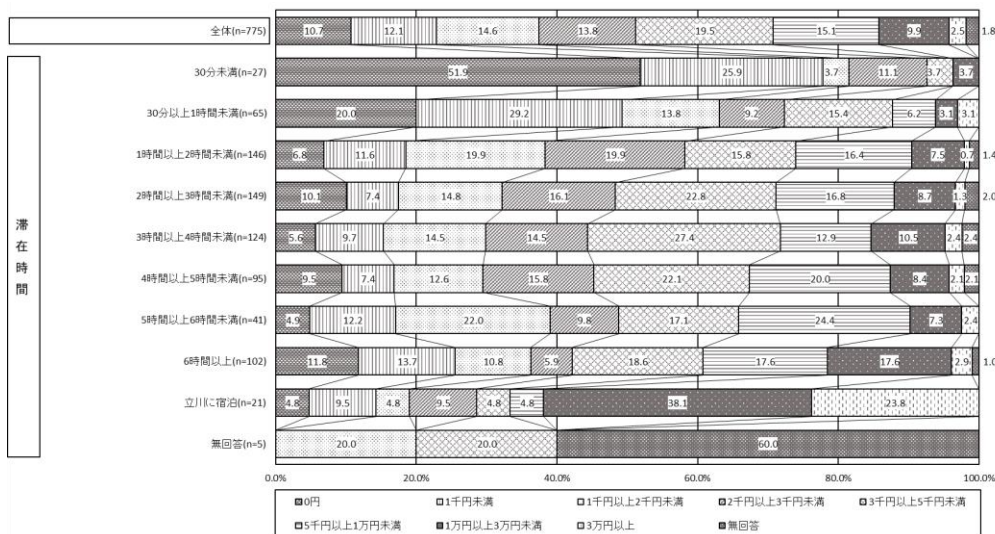 全体(n=775) 10.7 12.1 14.6 13.8 19.5 15.1 9.9 2.5 1.8
滞在時間
30分未満(n=27) 51.9 25.9 3.7 11.1 3.7 3.7
30分以上1時間未満(n=65) 20.0 29.2 13.8 9.2 15.4 6.2 3.1 3.1
1時間以上2時間未満(n=146) 6.8 11.6 19.9 19.9 15.8 16.4 7.5 0.7 1.4
2時間以上3時間未満(n=149) 10.1 7.4 14.8 16.1 22.8 16.8 8.7 1.3 2.0
3時間以上4時間未満(n=124) 5.6 9.7 14.5 14.5 27.4 12.9 10.5 2.4 2.4
4時間以上5時間未満(n=95) 9.5 7.4 12.6 15.8 22.1 20.0 8.4 2.1 2.1
5時間以上6時間未満(n=41) 4.9 12.2 22.0 9.8 17.1 24.4 7.3 2.4
6時間以上(n=102) 11.8 13.7 10.8 5.9 18.6 17.6 17.6 2.9 1.0
立川に宿泊(n=21) 4.8 9.5 4.8 9.5 4.8 4.8 38.1 23.8
無回答(n=5) 20.0 20.0 60.0
0.0% 20.0% 40.0% 60.0% 80.0% 100.0%
0円 1千円未満 1千円以上2千円未満 2千円以上3千円未満 3千円以上5千円未満
5千円以上1万円未満 1万円以上3万円未満 3万円以上 無回答